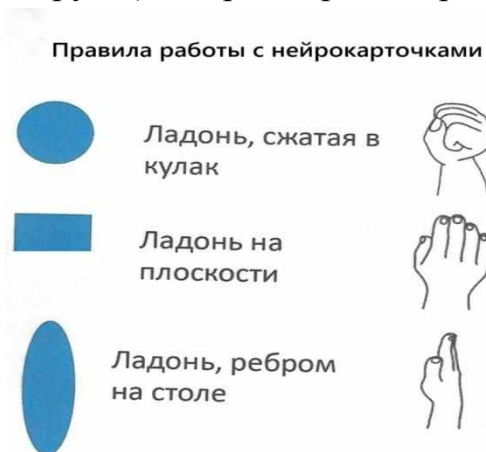 Правила работы с нейрокарточками
Ладонь, сжатая в
кулак
Ладонь на
плоскости
Ладонь, ребром
на столе